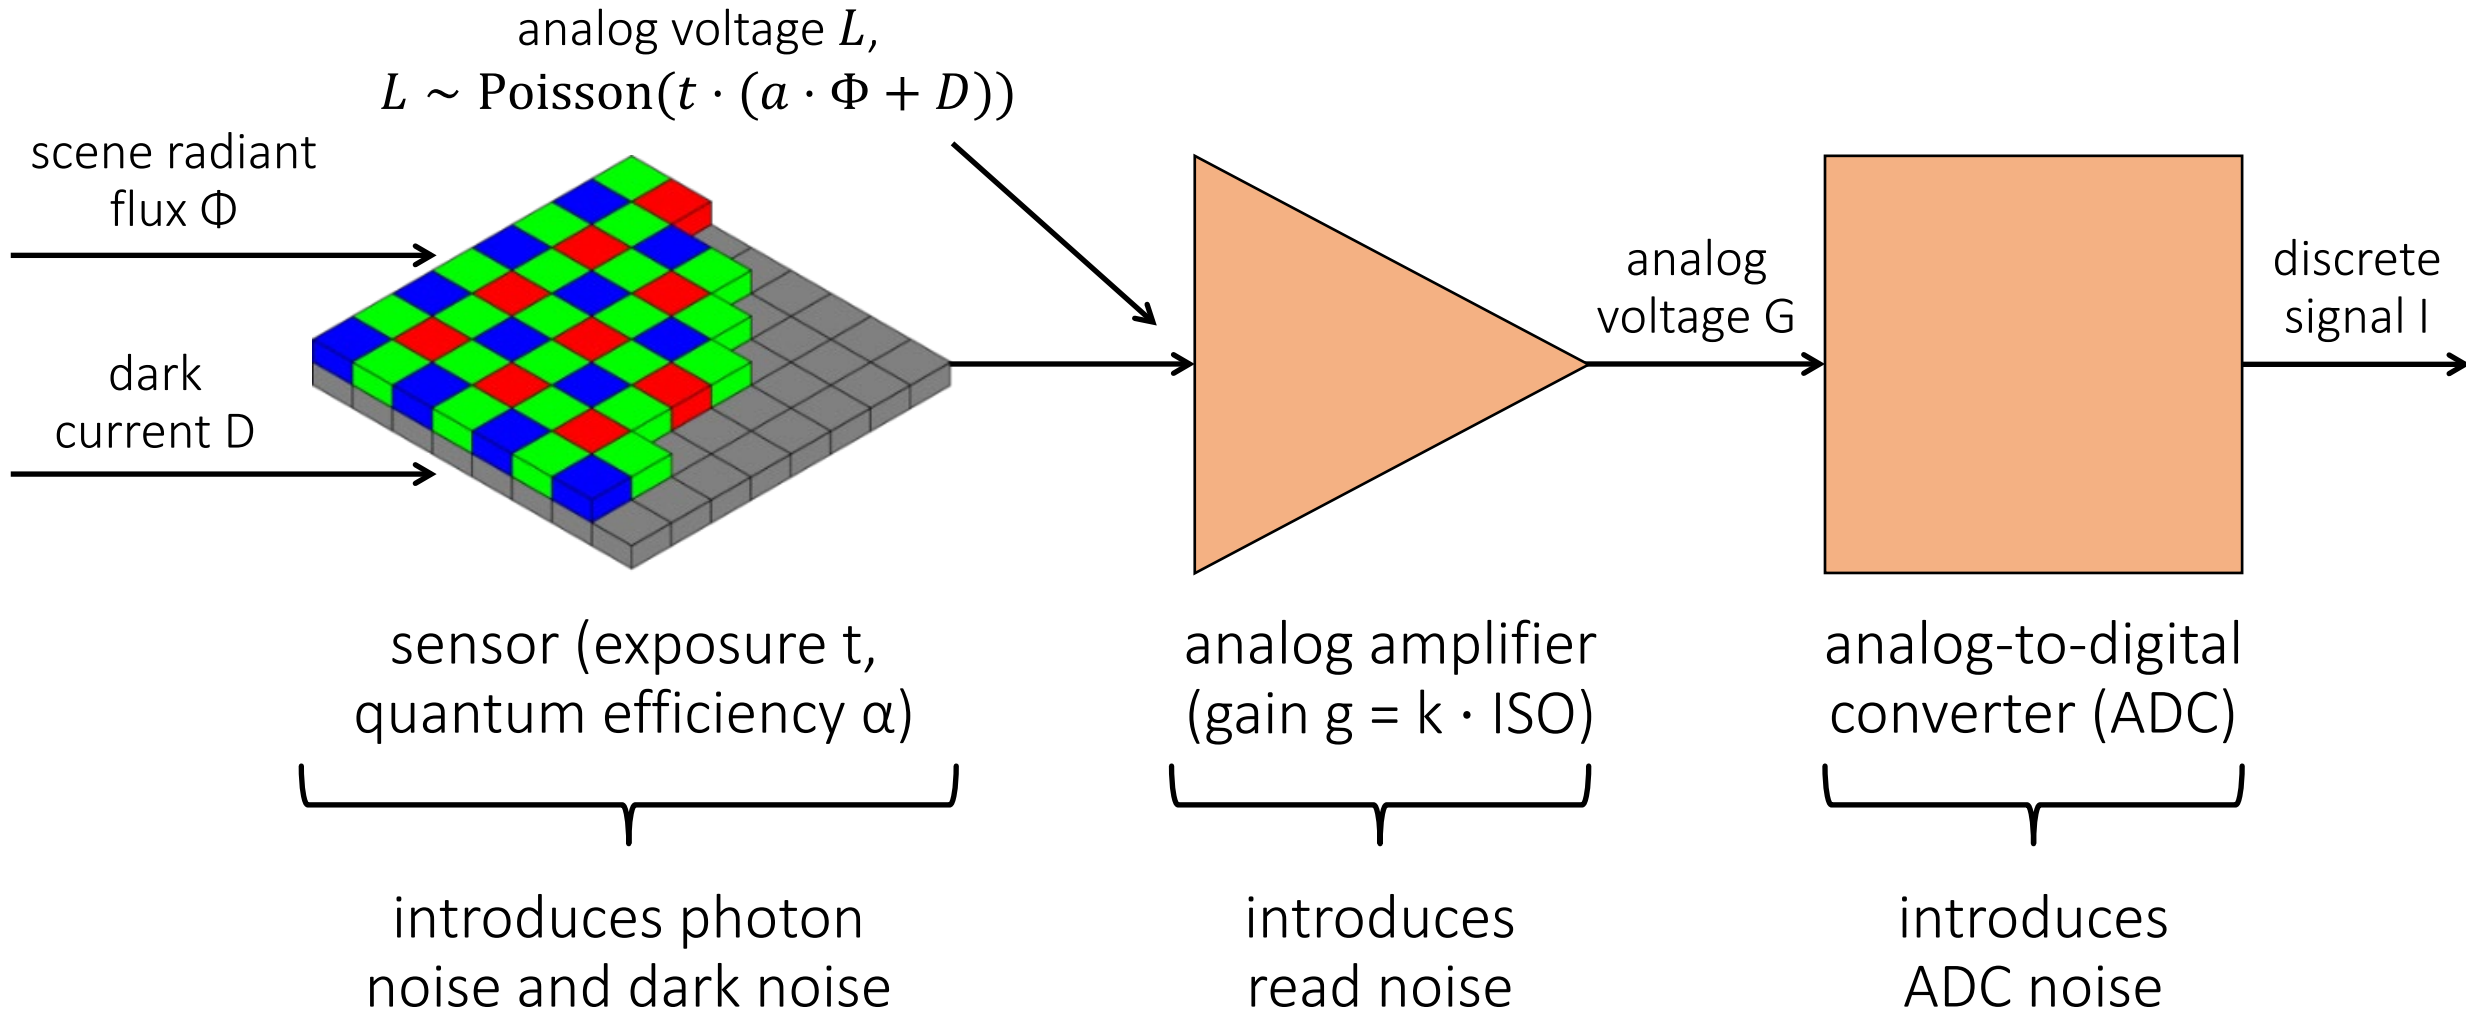 analog voltage L,
L ~ Poisson(t · (a · Φ + D))
scene radiant
flux Φ
dark
current D
analog
voltage G
discrete
signal I
sensor (exposure t,
quantum efficiency α)
analog amplifier
(gain g = k · ISO)
analog-to-digital
converter (ADC)
introduces photon
noise and dark noise
introduces
read noise
introduces
ADC noise